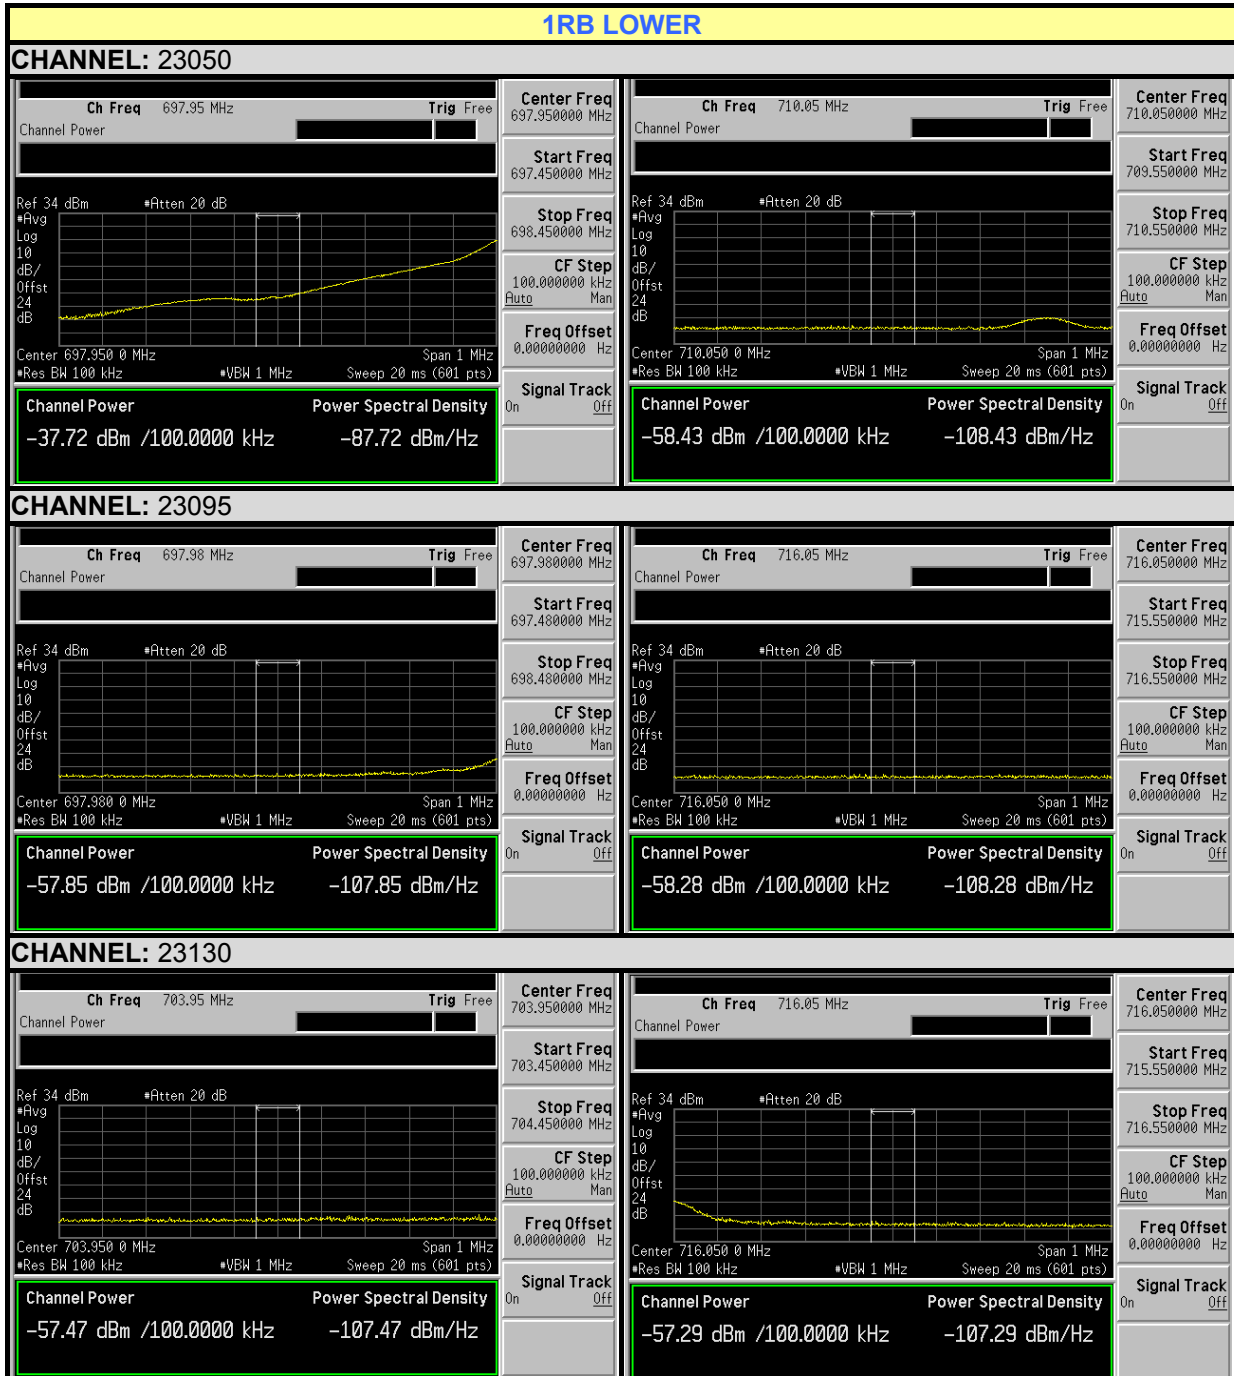 1RB LOWER
CHANNEL: 23050
Ch Freq 697.95 MHz Trig Free
Channel Power
Ref 34 dBm #Atten 20 dB
#Avg
Log
10
dB/
Offst
24
dB
Center 697.950 0 MHz Span 1 MHz
#Res BW 100 kHz #VBW 1 MHz Sweep 20 ms (601 pts)
Channel Power Power Spectral Density
-37.72 dBm /100.0000 kHz -87.72 dBm/Hz
Center Freq
697.950000 MHz
Start Freq
697.450000 MHz
Stop Freq
698.450000 MHz
CF Step
100.000000 kHz
Auto Man
Freq Offset
0.00000000 Hz
Signal Track
On Off
Ch Freq 710.05 MHz Trig Free
Channel Power
Ref 34 dBm #Atten 20 dB
#Avg
Log
10
dB/
Offst
24
dB
Center 710.050 0 MHz Span 1 MHz
#Res BW 100 kHz #VBW 1 MHz Sweep 20 ms (601 pts)
Channel Power Power Spectral Density
-58.43 dBm /100.0000 kHz -108.43 dBm/Hz
Center Freq
710.050000 MHz
Start Freq
709.550000 MHz
Stop Freq
710.550000 MHz
CF Step
100.000000 kHz
Auto Man
Freq Offset
0.00000000 Hz
Signal Track
On Off
CHANNEL: 23095
Ch Freq 697.98 MHz Trig Free
Channel Power
Ref 34 dBm #Atten 20 dB
#Avg
Log
10
dB/
Offst
24
dB
Center 697.980 0 MHz Span 1 MHz
#Res BW 100 kHz #VBW 1 MHz Sweep 20 ms (601 pts)
Channel Power Power Spectral Density
-57.85 dBm /100.0000 kHz -107.85 dBm/Hz
Center Freq
697.980000 MHz
Start Freq
697.480000 MHz
Stop Freq
698.480000 MHz
CF Step
100.000000 kHz
Auto Man
Freq Offset
0.00000000 Hz
Signal Track
On Off
Ch Freq 716.05 MHz Trig Free
Channel Power
Ref 34 dBm #Atten 20 dB
#Avg
Log
10
dB/
Offst
24
dB
Center 716.050 0 MHz Span 1 MHz
#Res BW 100 kHz #VBW 1 MHz Sweep 20 ms (601 pts)
Channel Power Power Spectral Density
-58.28 dBm /100.0000 kHz -108.28 dBm/Hz
Center Freq
716.050000 MHz
Start Freq
715.550000 MHz
Stop Freq
716.550000 MHz
CF Step
100.000000 kHz
Auto Man
Freq Offset
0.00000000 Hz
Signal Track
On Off
CHANNEL: 23130
Ch Freq 703.95 MHz Trig Free
Channel Power
Ref 34 dBm #Atten 20 dB
#Avg
Log
10
dB/
Offst
24
dB
Center 703.950 0 MHz Span 1 MHz
#Res BW 100 kHz #VBW 1 MHz Sweep 20 ms (601 pts)
Channel Power Power Spectral Density
-57.47 dBm /100.0000 kHz -107.47 dBm/Hz
Center Freq
703.950000 MHz
Start Freq
703.450000 MHz
Stop Freq
704.450000 MHz
CF Step
100.000000 kHz
Auto Man
Freq Offset
0.00000000 Hz
Signal Track
On Off
Ch Freq 716.05 MHz Trig Free
Channel Power
Ref 34 dBm #Atten 20 dB
#Avg
Log
10
dB/
Offst
24
dB
Center 716.050 0 MHz Span 1 MHz
#Res BW 100 kHz #VBW 1 MHz Sweep 20 ms (601 pts)
Channel Power Power Spectral Density
-57.29 dBm /100.0000 kHz -107.29 dBm/Hz
Center Freq
716.050000 MHz
Start Freq
715.550000 MHz
Stop Freq
716.550000 MHz
CF Step
100.000000 kHz
Auto Man
Freq Offset
0.00000000 Hz
Signal Track
On Off